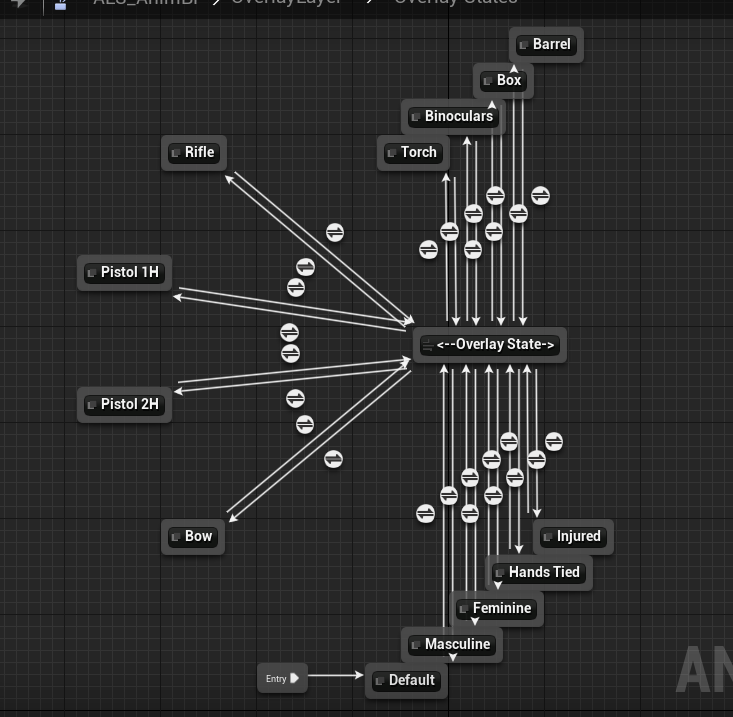 ALS_AnimBP > OverlayLayer > Overlay States
Barrel
Box
Binoculars
Rifle
Torch
Pistol 1H
<--Overlay State->
Pistol 2H
Bow
Injured
Hands Tied
Feminine
Masculine
Entry
Default
AN